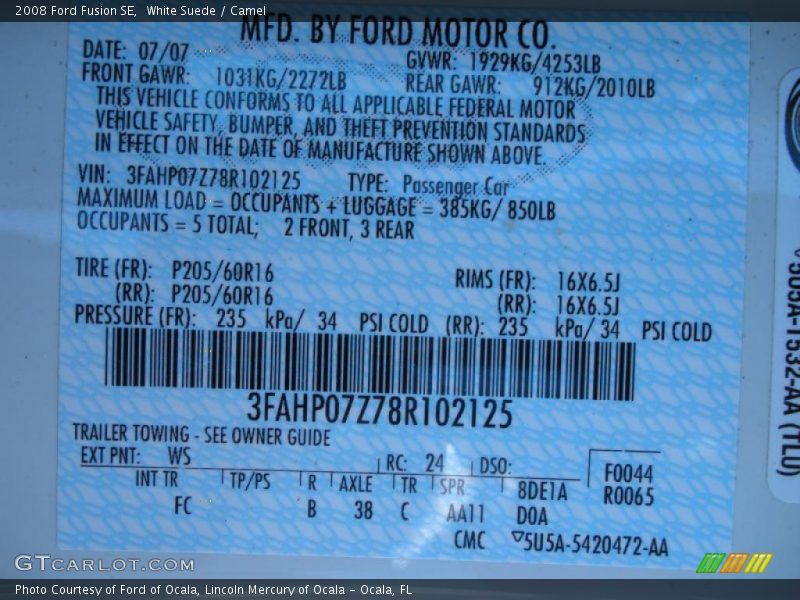 2008 Ford Fusion SE, White Suede / Camel
MFD. BY FORD MOTOR CO.
DATE: 07/07 GVWR: 1929KG/4253LB
FRONT GAWR: 1031KG/2272LB REAR GAWR: 912KG/2010LB
THIS VEHICLE CONFORMS TO ALL APPLICABLE FEDERAL MOTOR
VEHICLE SAFETY, BUMPER, AND THEFT PREVENTION STANDARDS
IN EFFECT ON THE DATE OF MANUFACTURE SHOWN ABOVE.
VIN: 3FAHP07Z78R102125 TYPE: Passenger Car
MAXIMUM LOAD = OCCUPANTS + LUGGAGE = 385KG/ 850LB
OCCUPANTS = 5 TOTAL; 2 FRONT, 3 REAR
TIRE (FR): P205/60R16 RIMS (FR): 16X6.5J
(RR): P205/60R16 (RR): 16X6.5J
PRESSURE (FR): 235 kPa/ 34 PSI COLD (RR): 235 kPa/ 34 PSI COLD
3FAHP07Z78R102125
TRAILER TOWING - SEE OWNER GUIDE
EXT PNT: WS RC: 24 DSO: F0044
INT TR TP/PS R AXLE TR SPR 8DE1A R0065
FC B 38 C AA11 D0A
CMC ▽5U5A-5420472-AA
5U5A-1532-AA (TLU)
GTCARLOT.COM
Photo Courtesy of Ford of Ocala, Lincoln Mercury of Ocala - Ocala, FL